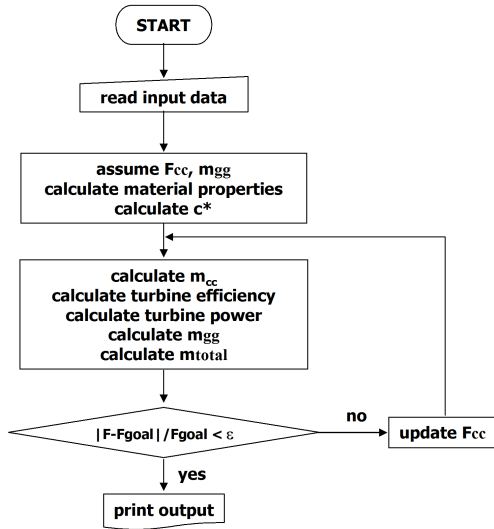 START
read input data
assume Fcc, mgg
calculate material properties
calculate c*
calculate mcc
calculate turbine efficiency
calculate turbine power
calculate mgg
calculate mtotal
|F-Fgoal|/Fgoal < ε
no
update Fcc
yes
print output